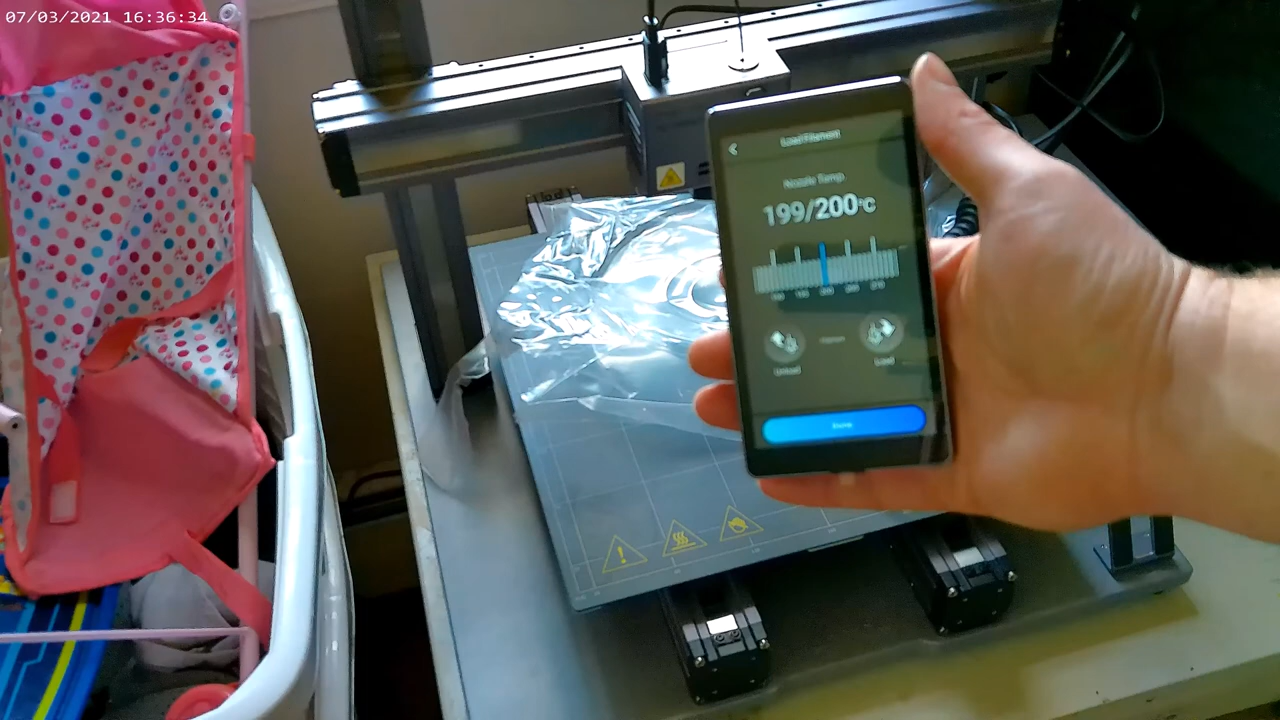 07/03/2021 16:36:34
Load Filament
Nozzle Temp.
199/200°C
Unload
Load
Done